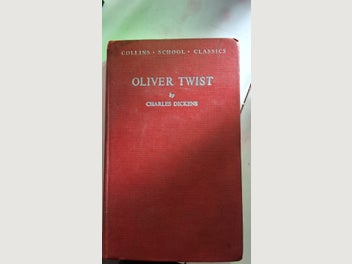 COLLINS · SCHOOL · CLASSICS
OLIVER TWIST
by
CHARLES DICKENS